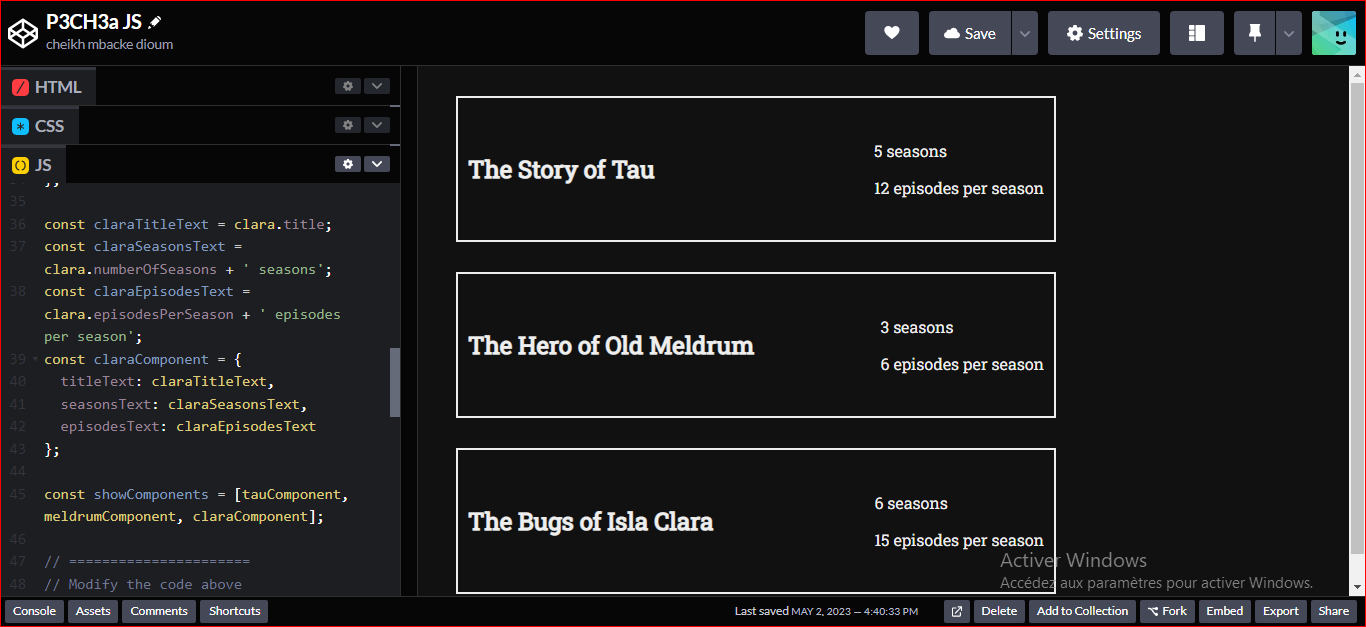 P3CH3a JS
cheikh mbacke dioum
Save
Settings
HTML
CSS
JS
35
36 const claraTitleText = clara.title;
37 const claraSeasonsText =
clara.numberOfSeasons + ' seasons';
38 const claraEpisodesText =
clara.episodesPerSeason + ' episodes
per season';
39 const claraComponent = {
40 titleText: claraTitleText,
41 seasonsText: claraSeasonsText,
42 episodesText: claraEpisodesText
43 };
44
45 const showComponents = [tauComponent,
meldrumComponent, claraComponent];
46
47 // ======================
48 // Modify the code above
The Story of Tau
5 seasons
12 episodes per season
The Hero of Old Meldrum
3 seasons
6 episodes per season
The Bugs of Isla Clara
6 seasons
15 episodes per season
Activer Windows
Accédez aux paramètres pour activer Windows.
Console Assets Comments Shortcuts
Last saved MAY 2, 2023 — 4:40:33 PM
Delete Add to Collection Fork Embed Export Share